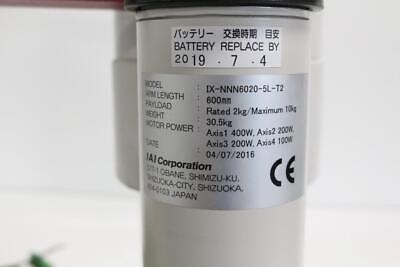 バッテリー 交換時期 目安
BATTERY REPLACE BY
2019 . 7 . 4
MODEL : IX-NNN6020-5L-T2
ARM LENGTH : 600mm
PAYLOAD : Rated 2kg/Maximum 10kg
WEIGHT : 30.5kg
MOTOR POWER : Axis1 400W, Axis2 200W,
Axis3 200W, Axis4 100W
DATE : 04/07/2016
IAI Corporation
OBANE, SHIMIZU-KU,
SHIZUOKA-CITY, SHIZUOKA,
424-0103 JAPAN
CE